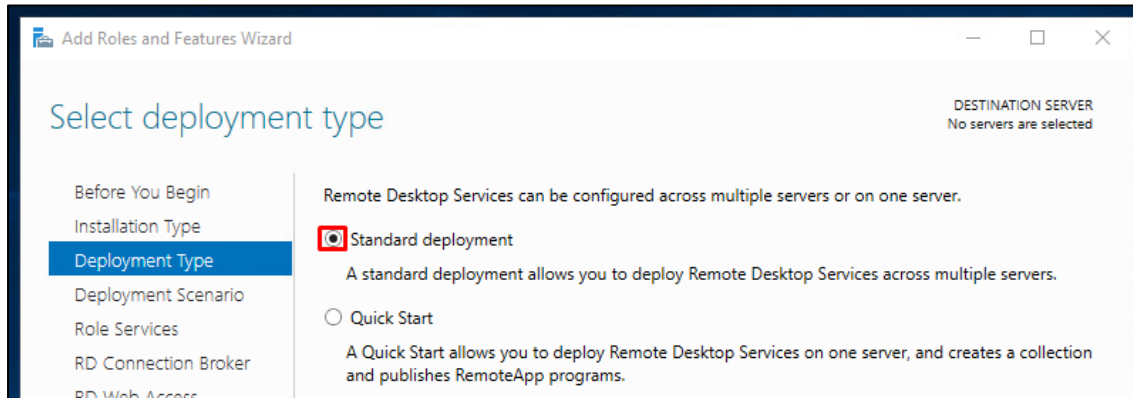 Add Roles and Features Wizard
Select deployment type
DESTINATION SERVER
No servers are selected
Before You Begin
Installation Type
Deployment Type
Deployment Scenario
Role Services
RD Connection Broker
RD Web Access
Remote Desktop Services can be configured across multiple servers or on one server.
Standard deployment
A standard deployment allows you to deploy Remote Desktop Services across multiple servers.
Quick Start
A Quick Start allows you to deploy Remote Desktop Services on one server, and creates a collection
and publishes RemoteApp programs.